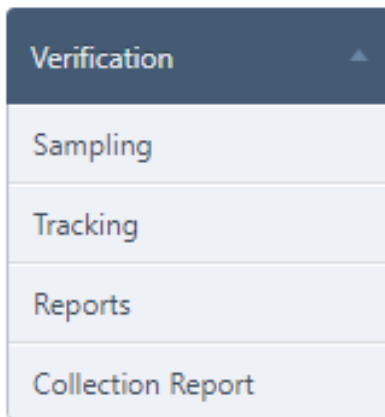 Verification
Sampling
Tracking
Reports
Collection Report